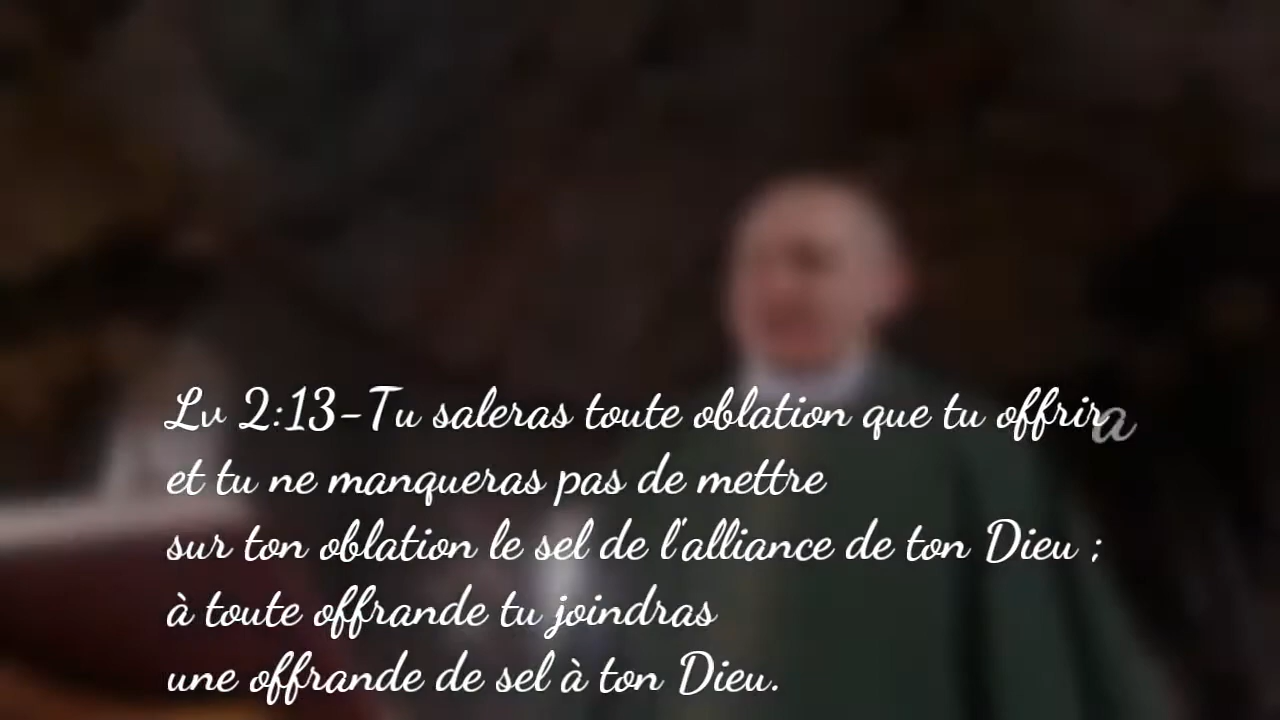 Lv 2:13-Tu saleras toute oblation que tu offrira
et tu ne manqueras pas de mettre
sur ton oblation le sel de l'alliance de ton Dieu ;
à toute offrande tu joindras
une offrande de sel à ton Dieu.